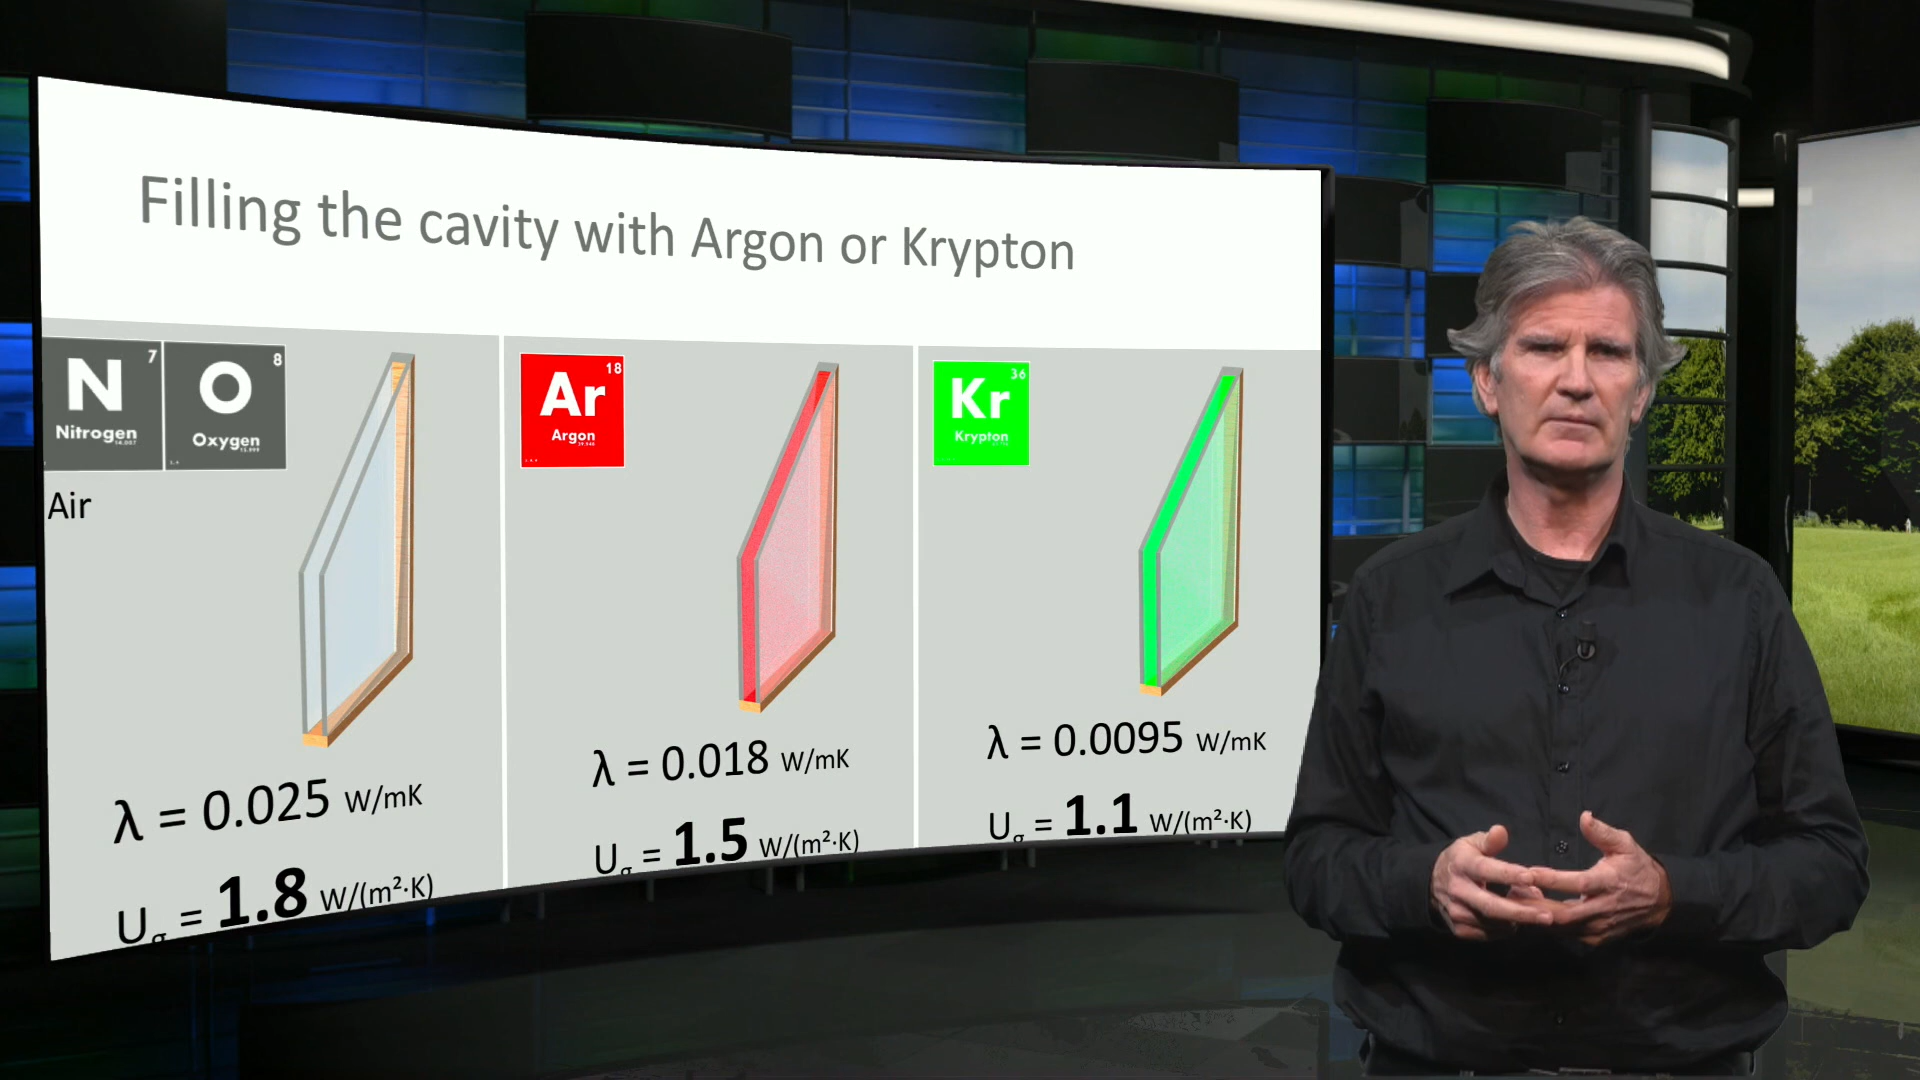 Filling the cavity with Argon or Krypton
7
N
Nitrogen
8
O
Oxygen
Air
λ = 0.025 W/mK
Ug = 1.8 W/(m²·K)
18
Ar
Argon
λ = 0.018 W/mK
Ug = 1.5 W/(m²·K)
36
Kr
Krypton
λ = 0.0095 W/mK
Ug = 1.1 W/(m²·K)